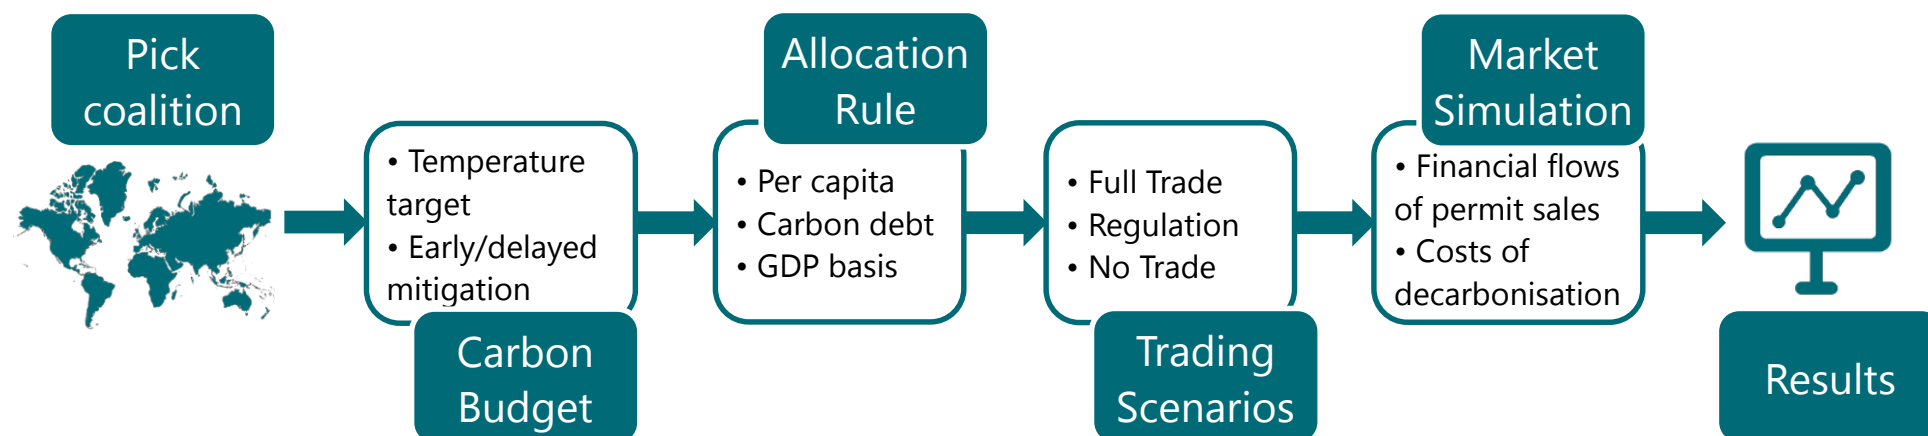 Pick
coalition
• Temperature
target
• Early/delayed
mitigation
Carbon
Budget
Allocation
Rule
• Per capita
• Carbon debt
• GDP basis
• Full Trade
• Regulation
• No Trade
Trading
Scenarios
Market
Simulation
• Financial flows
of permit sales
• Costs of
decarbonisation
Results